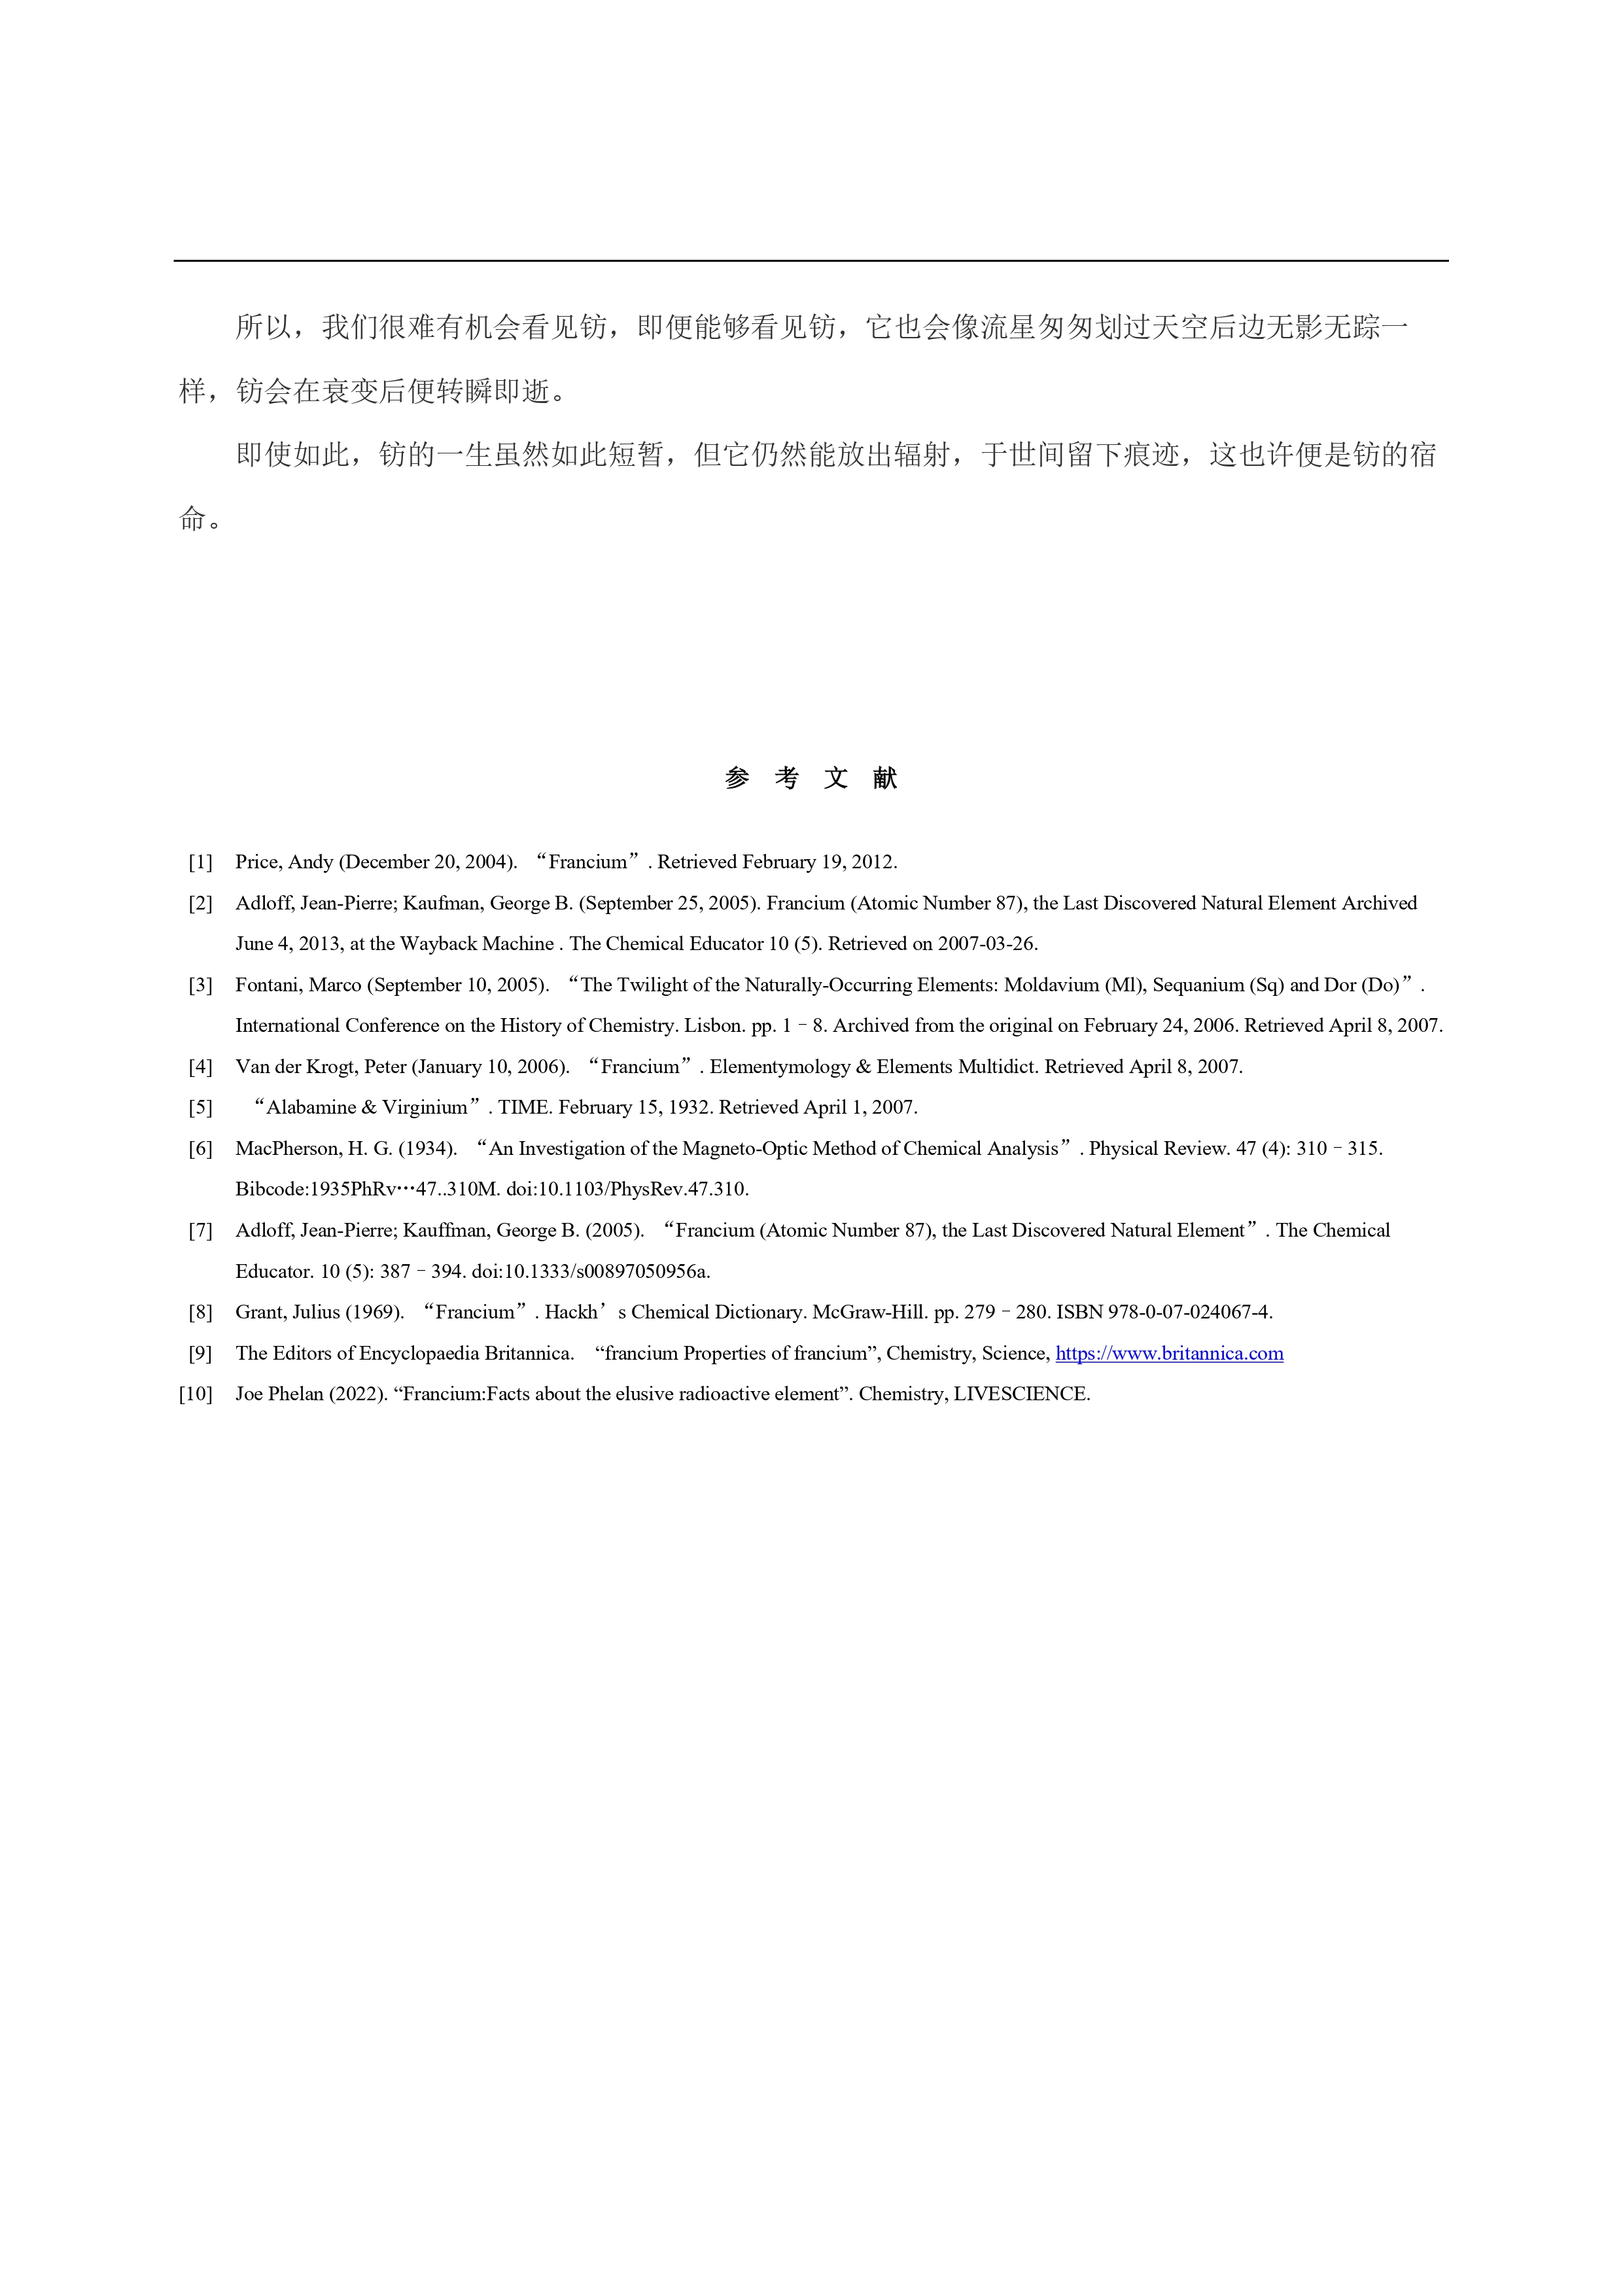 所以，我们很难有机会看见钫，即便能够看见钫，它也会像流星匆匆划过天空后边无影无踪一
样，钫会在衰变后便转瞬即逝。
即使如此，钫的一生虽然如此短暂，但它仍然能放出辐射，于世间留下痕迹，这也许便是钫的宿
命。
参 考 文 献
[1] Price, Andy (December 20, 2004). “Francium”. Retrieved February 19, 2012.
[2] Adloff, Jean-Pierre; Kaufman, George B. (September 25, 2005). Francium (Atomic Number 87), the Last Discovered Natural Element Archived
June 4, 2013, at the Wayback Machine . The Chemical Educator 10 (5). Retrieved on 2007-03-26.
[3] Fontani, Marco (September 10, 2005). “The Twilight of the Naturally-Occurring Elements: Moldavium (Ml), Sequanium (Sq) and Dor (Do)”.
International Conference on the History of Chemistry. Lisbon. pp. 1–8. Archived from the original on February 24, 2006. Retrieved April 8, 2007.
[4] Van der Krogt, Peter (January 10, 2006). “Francium”. Elementymology & Elements Multidict. Retrieved April 8, 2007.
[5] “Alabamine & Virginium”. TIME. February 15, 1932. Retrieved April 1, 2007.
[6] MacPherson, H. G. (1934). “An Investigation of the Magneto-Optic Method of Chemical Analysis”. Physical Review. 47 (4): 310–315.
Bibcode:1935PhRv…47..310M. doi:10.1103/PhysRev.47.310.
[7] Adloff, Jean-Pierre; Kauffman, George B. (2005). “Francium (Atomic Number 87), the Last Discovered Natural Element”. The Chemical
Educator. 10 (5): 387–394. doi:10.1333/s00897050956a.
[8] Grant, Julius (1969). “Francium”. Hackh’s Chemical Dictionary. McGraw-Hill. pp. 279–280. ISBN 978-0-07-024067-4.
[9] The Editors of Encyclopaedia Britannica. “francium Properties of francium”, Chemistry, Science, https://www.britannica.com
[10] Joe Phelan (2022). “Francium:Facts about the elusive radioactive element”. Chemistry, LIVESCIENCE.